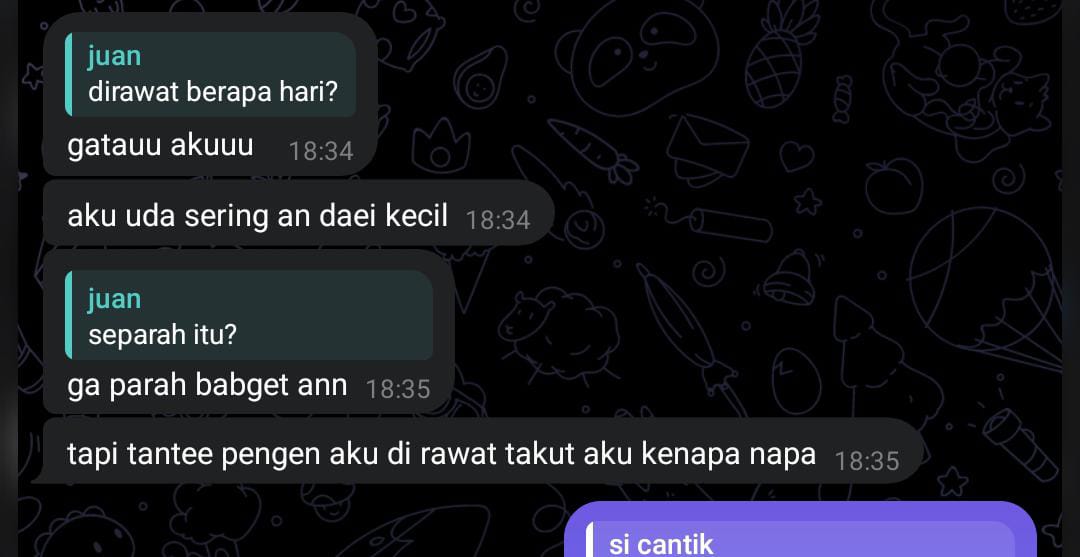 juan
dirawat berapa hari?
gatauu akuuu 18:34
aku uda sering an daei kecil 18:34
juan
separah itu?
ga parah babget ann 18:35
tapi tantee pengen aku di rawat takut aku kenapa napa 18:35
si cantik